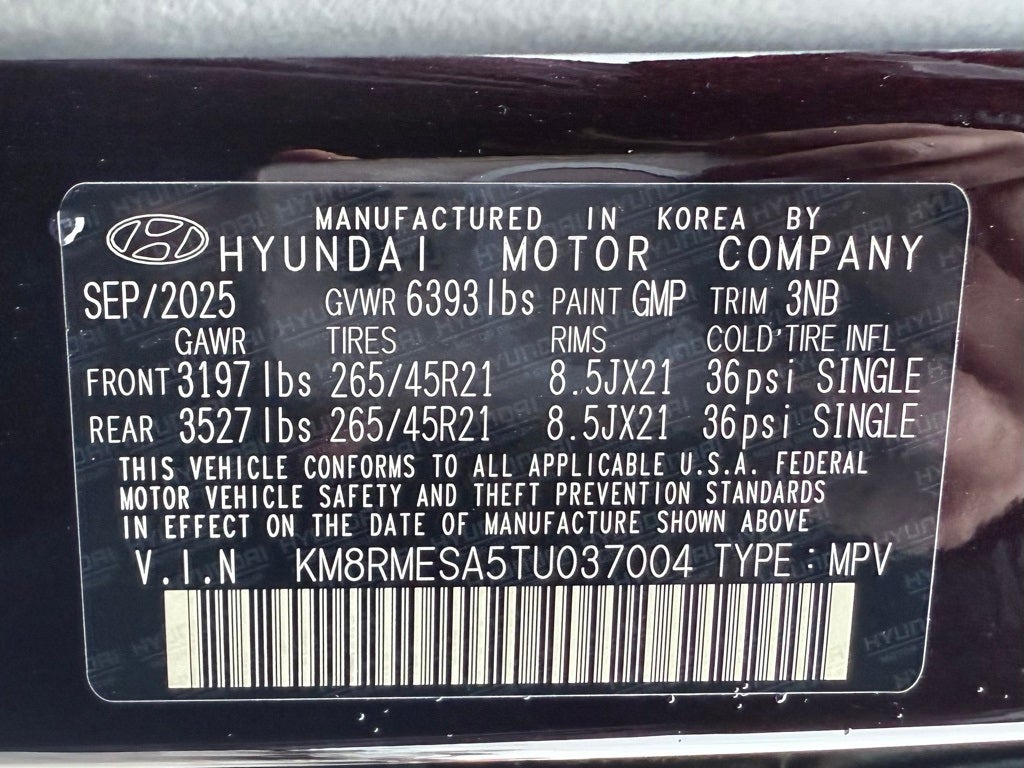 MANUFACTURED IN KOREA BY
HYUNDAI MOTOR COMPANY
SEP/2025 GVWR 6393lbs PAINT GMP TRIM 3NB
GAWR TIRES RIMS COLD TIRE INFL
FRONT 3197lbs 265/45R21 8.5JX21 36psi SINGLE
REAR 3527lbs 265/45R21 8.5JX21 36psi SINGLE
THIS VEHICLE CONFORMS TO ALL APPLICABLE U.S.A. FEDERAL
MOTOR VEHICLE SAFETY AND THEFT PREVENTION STANDARDS
IN EFFECT ON THE DATE OF MANUFACTURE SHOWN ABOVE
V.I.N KM8RMESA5TU037004 TYPE : MPV